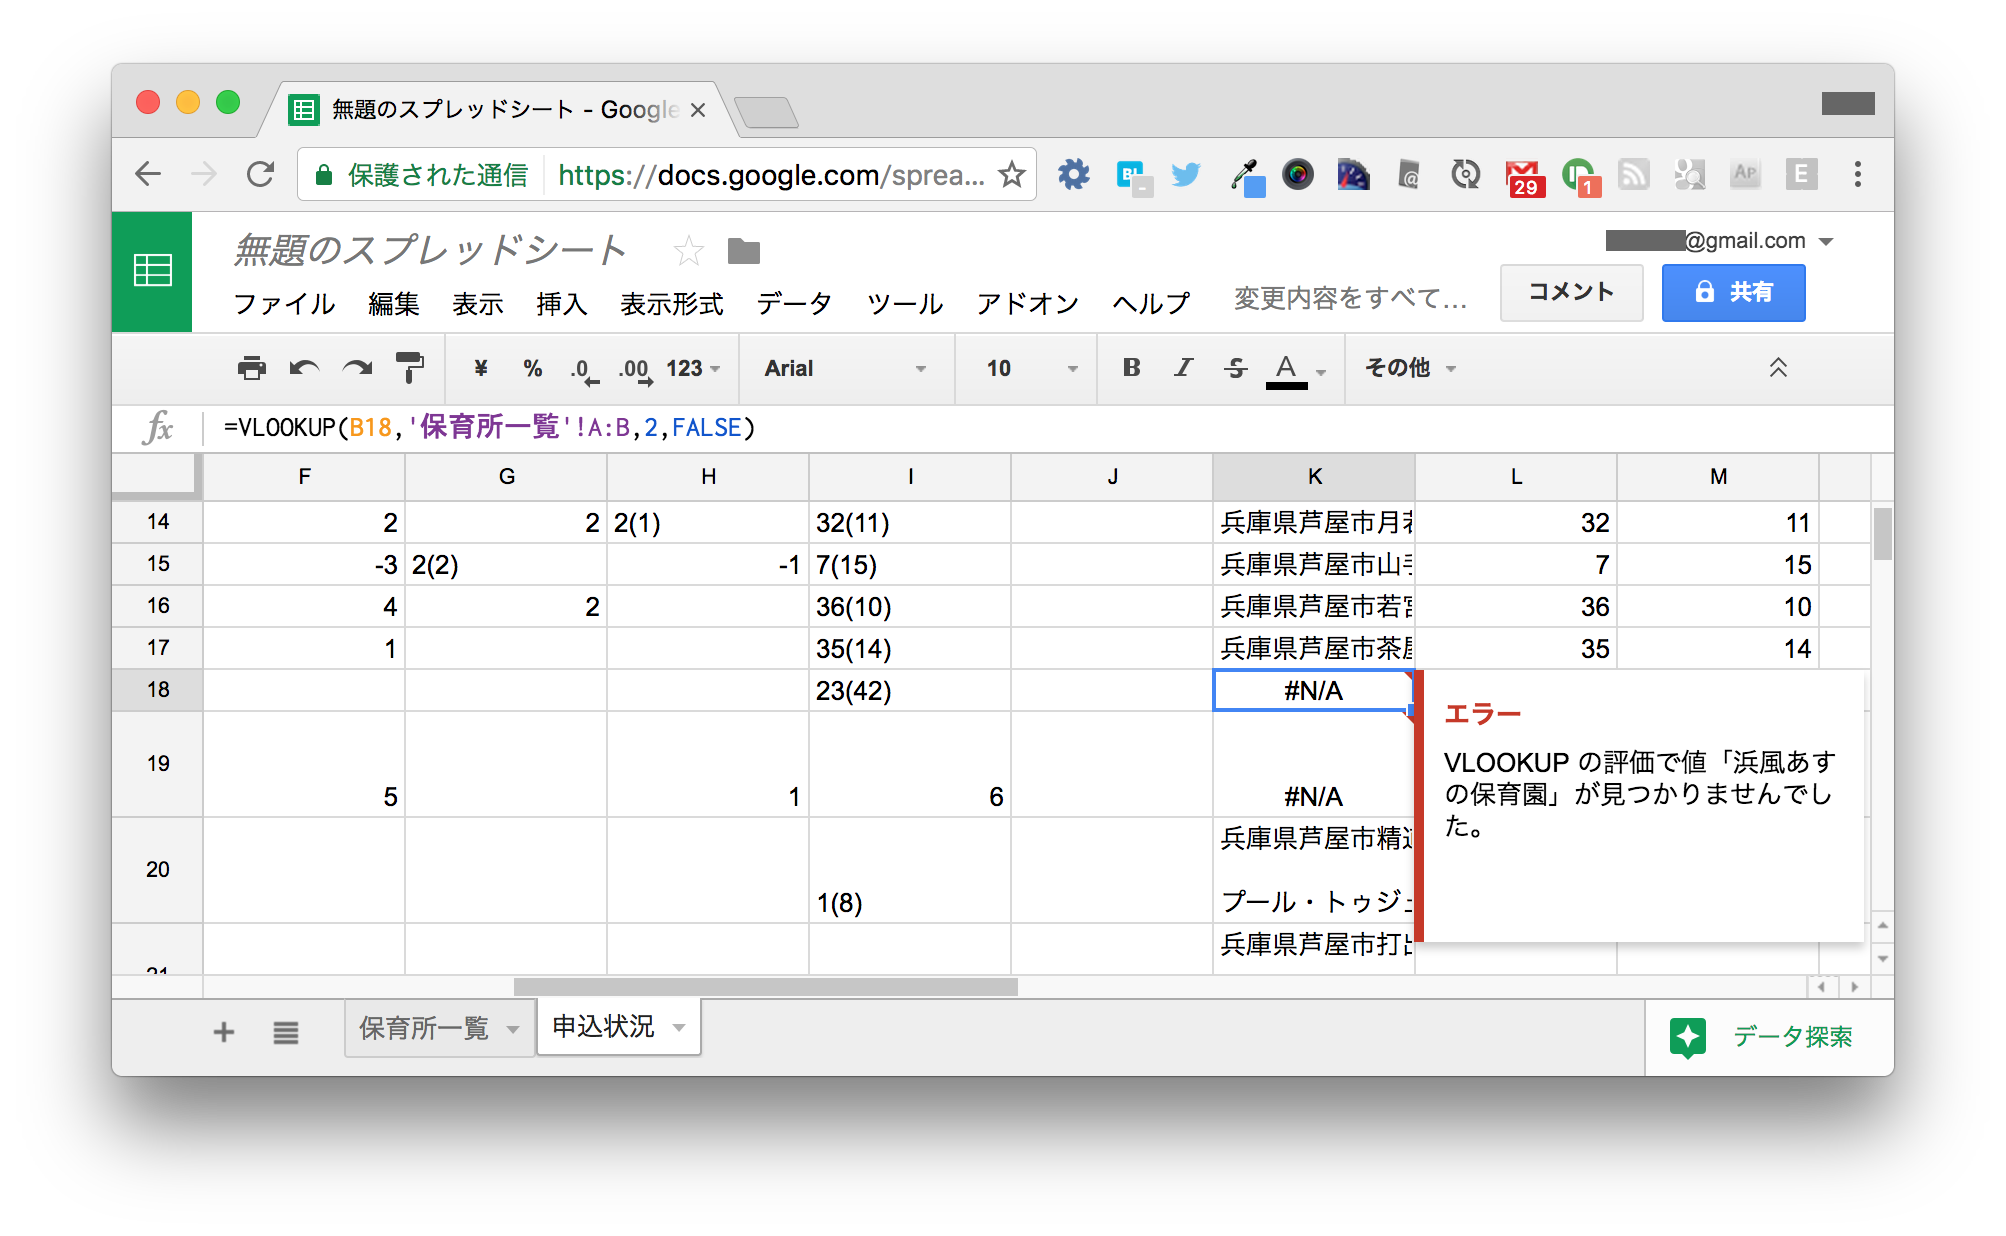 無題のスプレッドシート - Google
保護された通信 https://docs.google.com/sprea...
29 1 AP E
無題のスプレッドシート
@gmail.com
ファイル 編集 表示 挿入 表示形式 データ ツール アドオン ヘルプ 変更内容をすべて... コメント 共有
¥ % .0 .00 123 Arial 10 B I S A その他
fx =VLOOKUP(B18,'保育所一覧'!A:B,2,FALSE)
F G H I J K L M
14 2 2 2(1) 32(11) 兵庫県芦屋市月 32 11
15 -3 2(2) -1 7(15) 兵庫県芦屋市山 7 15
16 4 2 36(10) 兵庫県芦屋市若 36 10
17 1 35(14) 兵庫県芦屋市茶 35 14
18 23(42) #N/A
19 5 1 6 #N/A
エラー
VLOOKUP の評価で値「浜風あす
の保育園」が見つかりませんでし
た。
20 1(8) 兵庫県芦屋市精
プール・トゥジ
21 兵庫県芦屋市打
保育所一覧 申込状況 データ探索